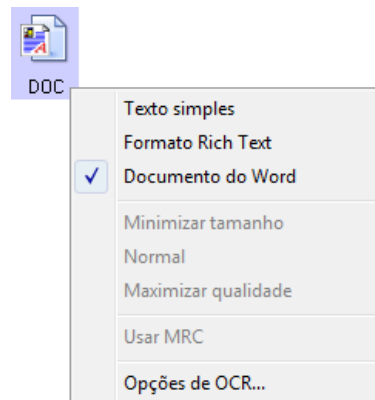 DOC
Texto simples
Formato Rich Text
Documento do Word
Minimizar tamanho
Normal
Maximizar qualidade
Usar MRC
Opções de OCR...